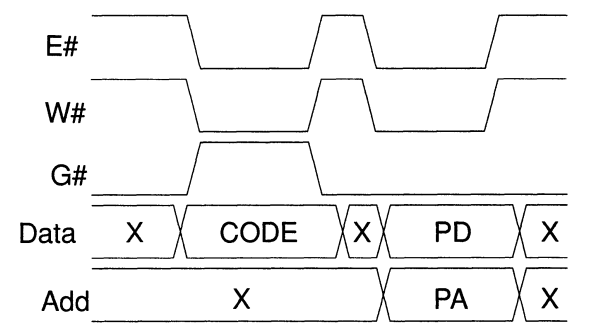 E#
W#
G#
Data X CODE X PD X
Add X PA X